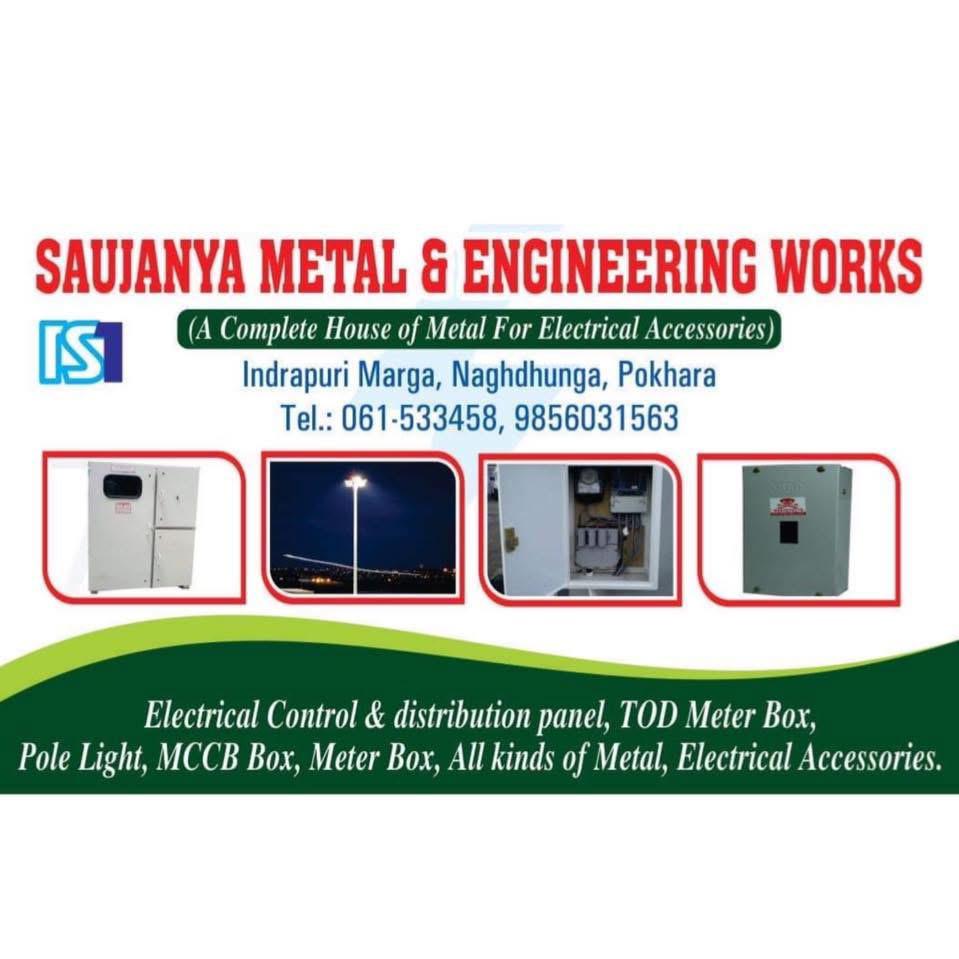 SAUJANYA METAL & ENGINEERING WORKS
(A Complete House of Metal For Electrical Accessories)
IS1
Indrapuri Marga, Naghdhunga, Pokhara
Tel.: 061-533458, 9856031563
Electrical Control & distribution panel, TOD Meter Box,
Pole Light, MCCB Box, Meter Box, All kinds of Metal, Electrical Accessories.